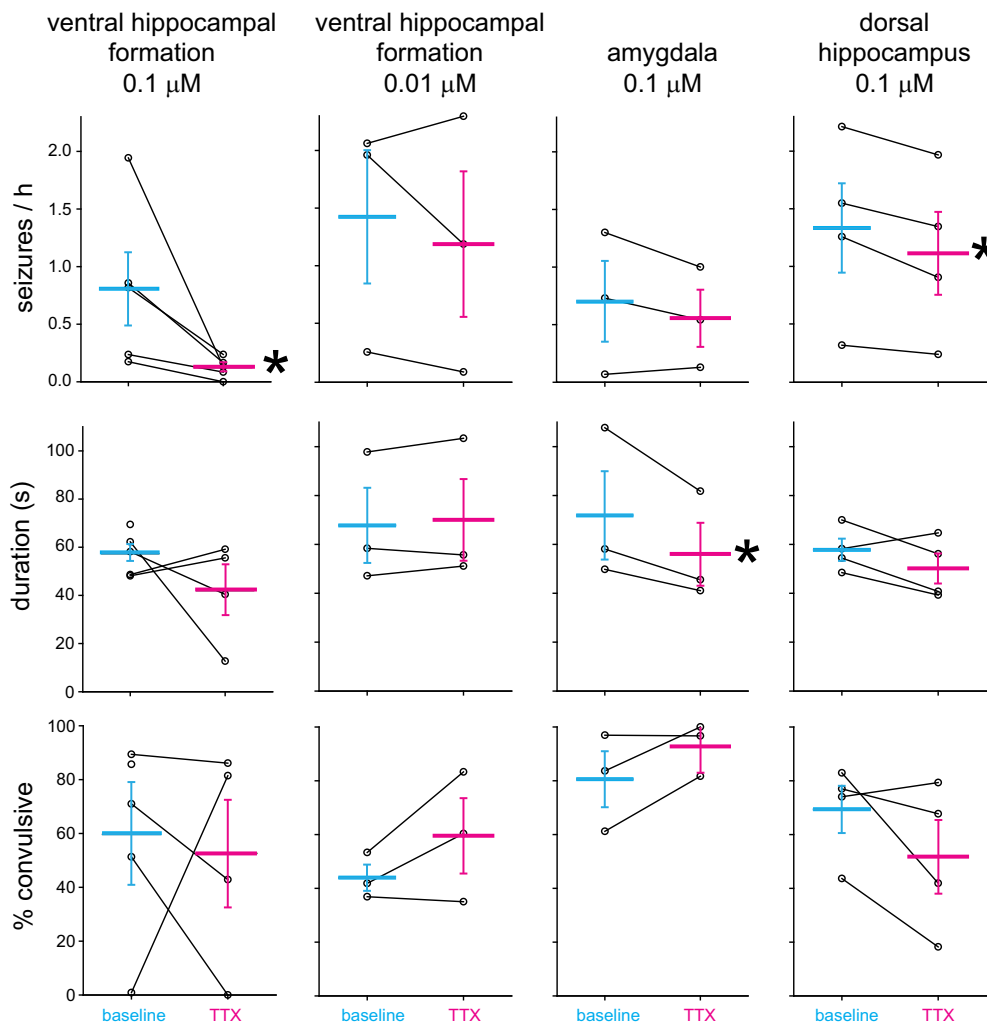 ventral hippocampal
formation
0.1 μM
ventral hippocampal
formation
0.01 μM
amygdala
0.1 μM
dorsal
hippocampus
0.1 μM
seizures / h
2.0
1.5
1.0
0.5
0.0
*
*
duration (s)
100
80
60
40
20
0
*
% convulsive
100
80
60
40
20
0
baseline TTX
baseline TTX
baseline TTX
baseline TTX